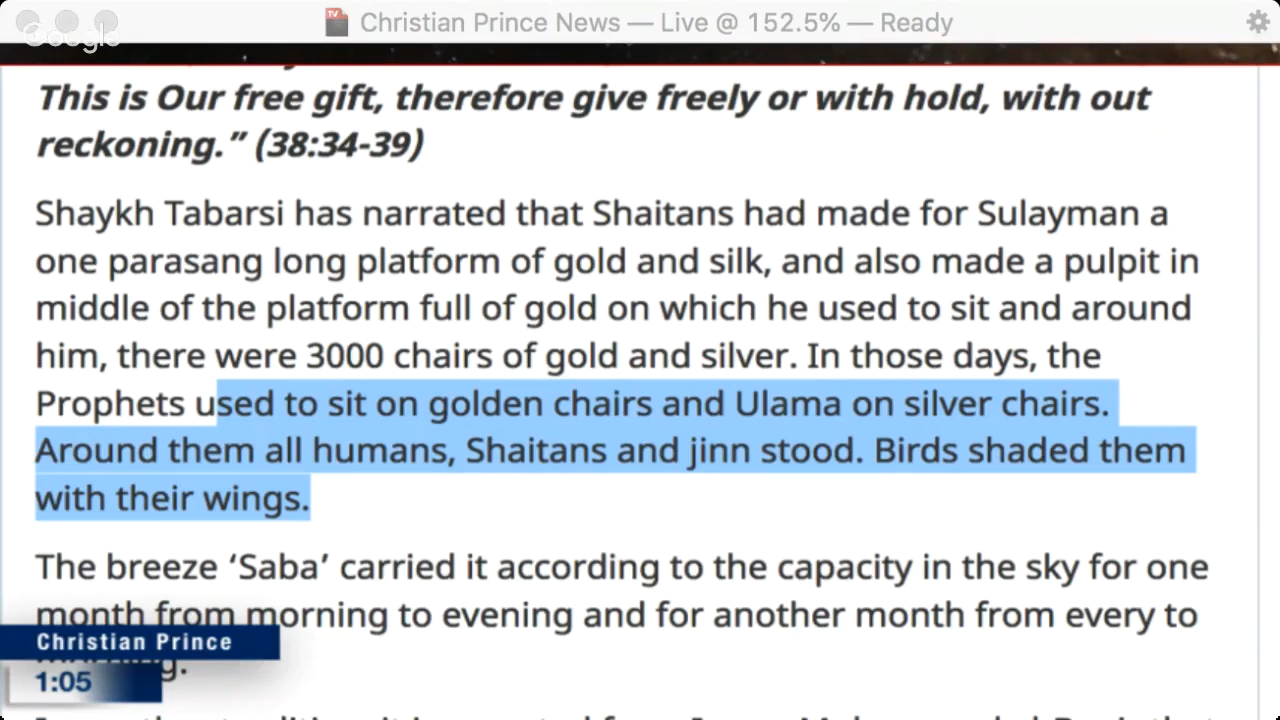 Christian Prince News — Live @ 152.5% — Ready
TV
Google
This is Our free gift, therefore give freely or with hold, with out
reckoning.” (38:34-39)
Shaykh Tabarsi has narrated that Shaitans had made for Sulayman a
one parasang long platform of gold and silk, and also made a pulpit in
middle of the platform full of gold on which he used to sit and around
him, there were 3000 chairs of gold and silver. In those days, the
Prophets used to sit on golden chairs and Ulama on silver chairs.
Around them all humans, Shaitans and jinn stood. Birds shaded them
with their wings.
The breeze ‘Saba’ carried it according to the capacity in the sky for one
month from morning to evening and for another month from every to
Christian Prince
1:05